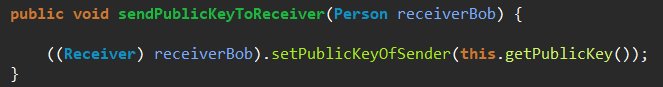 public void sendPublicKeyToReceiver(Person receiverBob) {
((Receiver) receiverBob).setPublicKeyOfSender(this.getPublicKey());
}